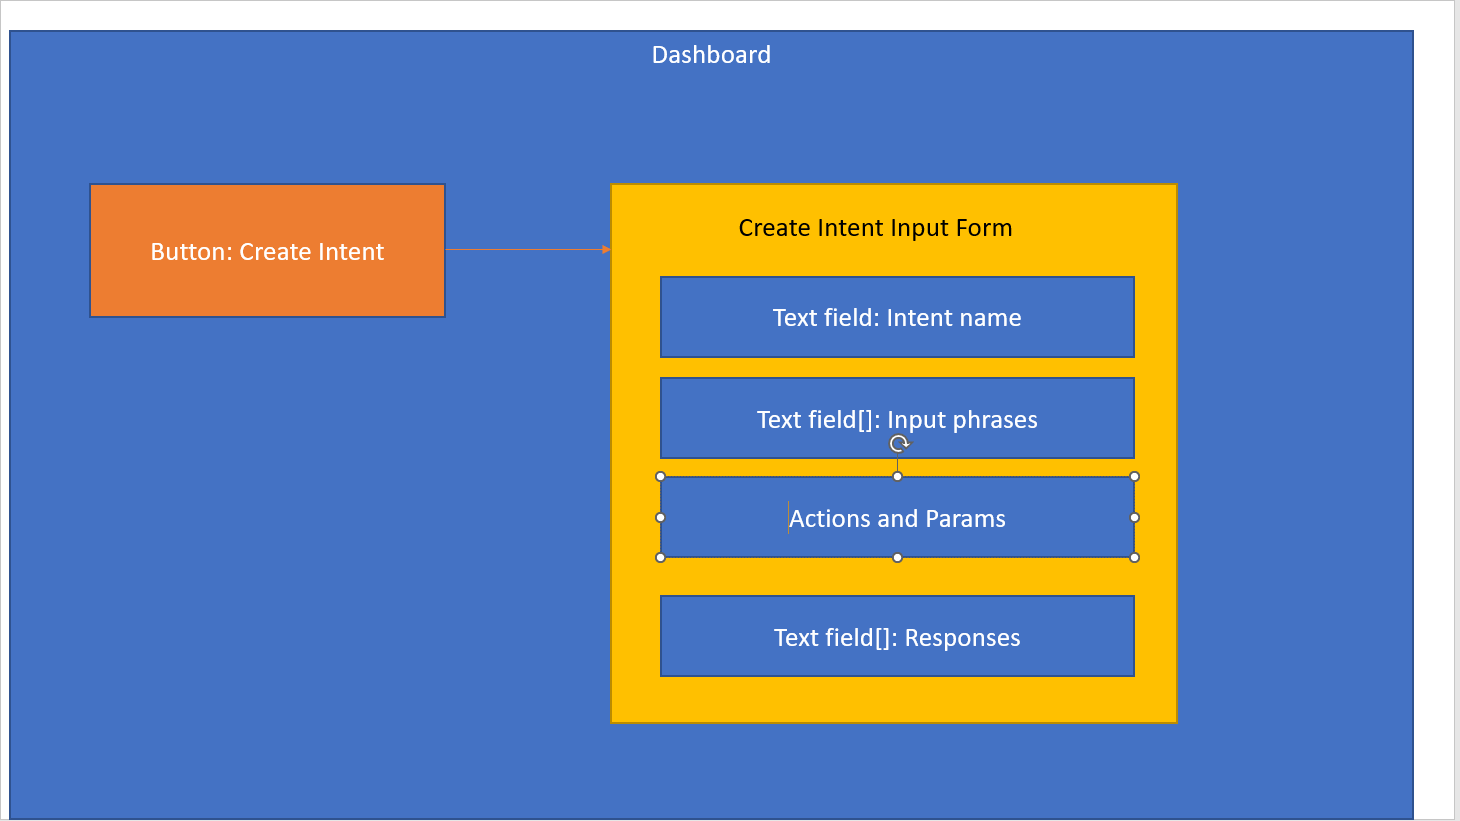 Dashboard
Button: Create Intent
Create Intent Input Form
Text field: Intent name
Text field[]: Input phrases
Actions and Params
Text field[]: Responses